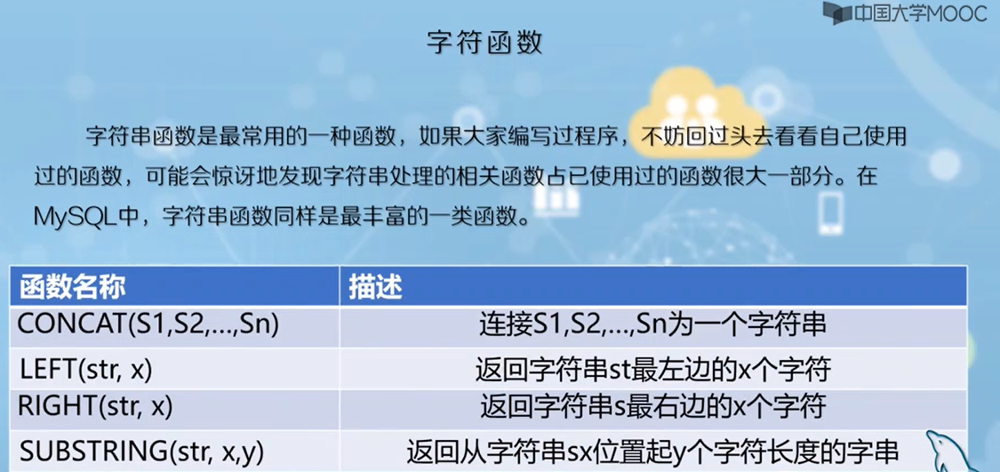 中国大学MOOC
字符函数
字符串函数是最常用的一种函数，如果大家编写过程序，不妨回过头去看看自己使用
过的函数，可能会惊讶地发现字符串处理的相关函数占已使用过的函数很大一部分。在
MySQL中，字符串函数同样是最丰富的一类函数。
函数名称 描述
CONCAT(S1,S2,...,Sn) 连接S1,S2,...,Sn为一个字符串
LEFT(str, x) 返回字符串st最左边的x个字符
RIGHT(str, x) 返回字符串s最右边的x个字符
SUBSTRING(str, x,y) 返回从字符串sx位置起y个字符长度的字串